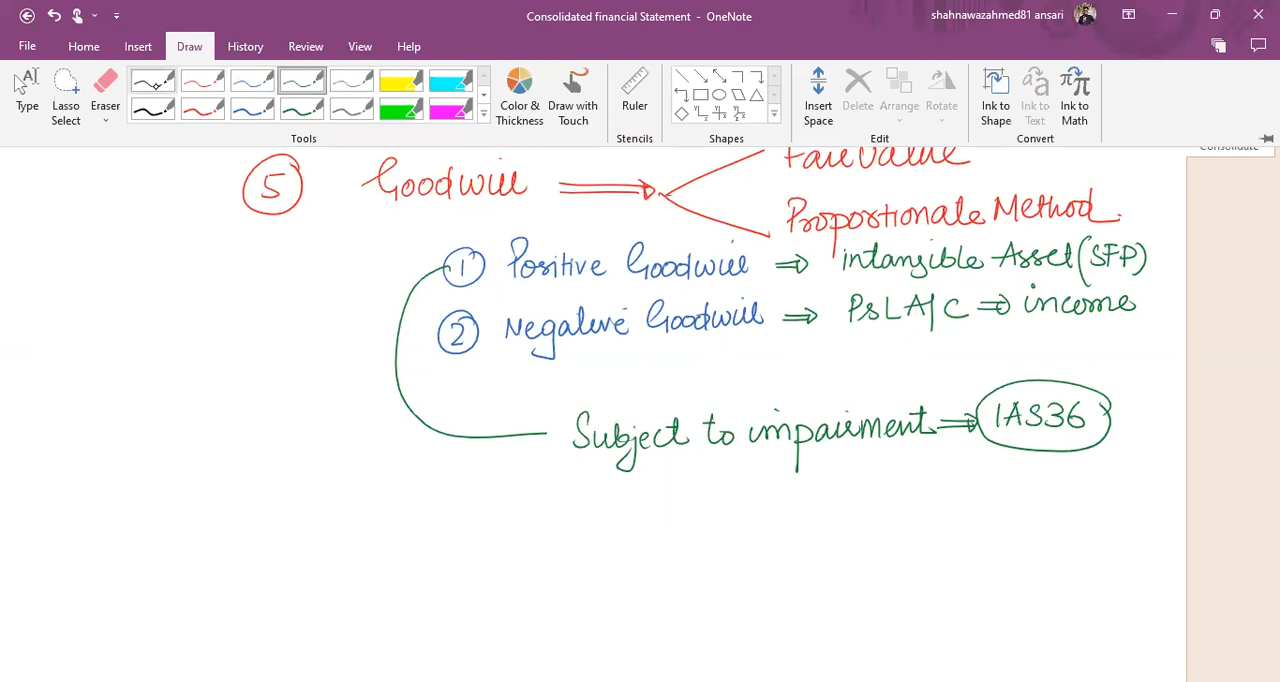 Consolidated financial Statement - OneNote
shahnawazahmed81 ansari
File Home Insert Draw History Review View Help
Type
Lasso Select
Eraser
Color & Thickness
Draw with Touch
Ruler
Insert Space
Delete
Arrange
Rotate
Ink to Shape
Ink to Text
Ink to Math
Tools Stencils Shapes Edit Convert
Consolidate
Fair Value
5 Goodwill
Proportionate Method
1 Positive Goodwill ⇒ intangible Asset (SFP)
2 Negative Goodwill ⇒ PsL A/C ⇒ income
Subject to impairment ⇒ IAS36